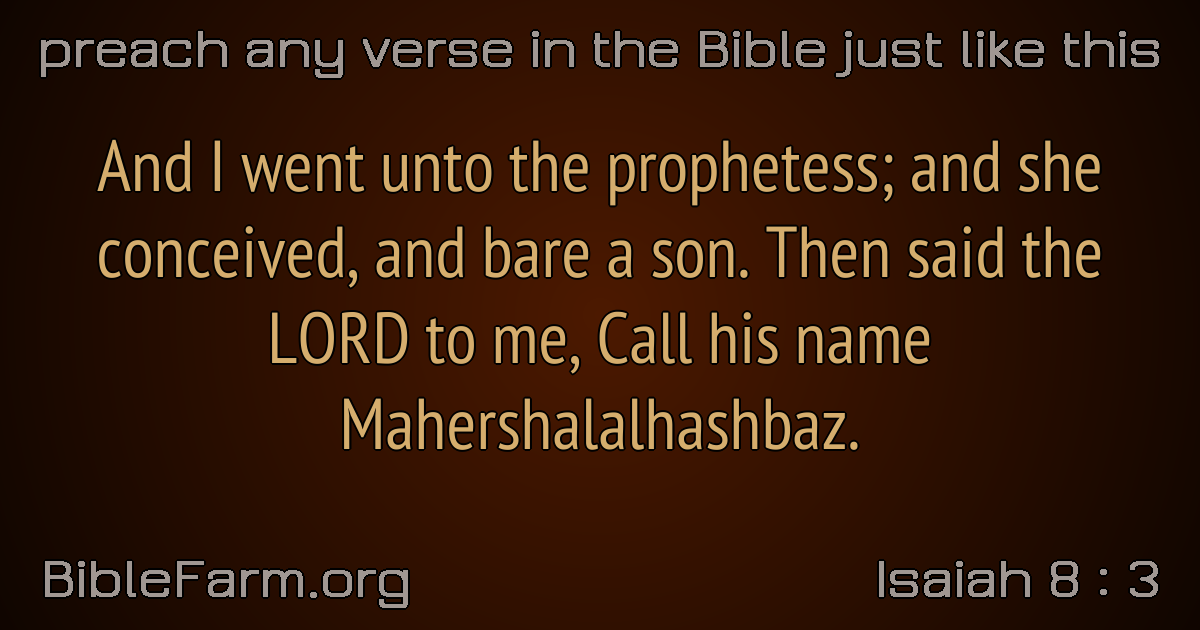 preach any verse in the Bible just like this
And I went unto the prophetess; and she
conceived, and bare a son. Then said the
LORD to me, Call his name
Mahershalalhashbaz.
BibleFarm.org
Isaiah 8 : 3